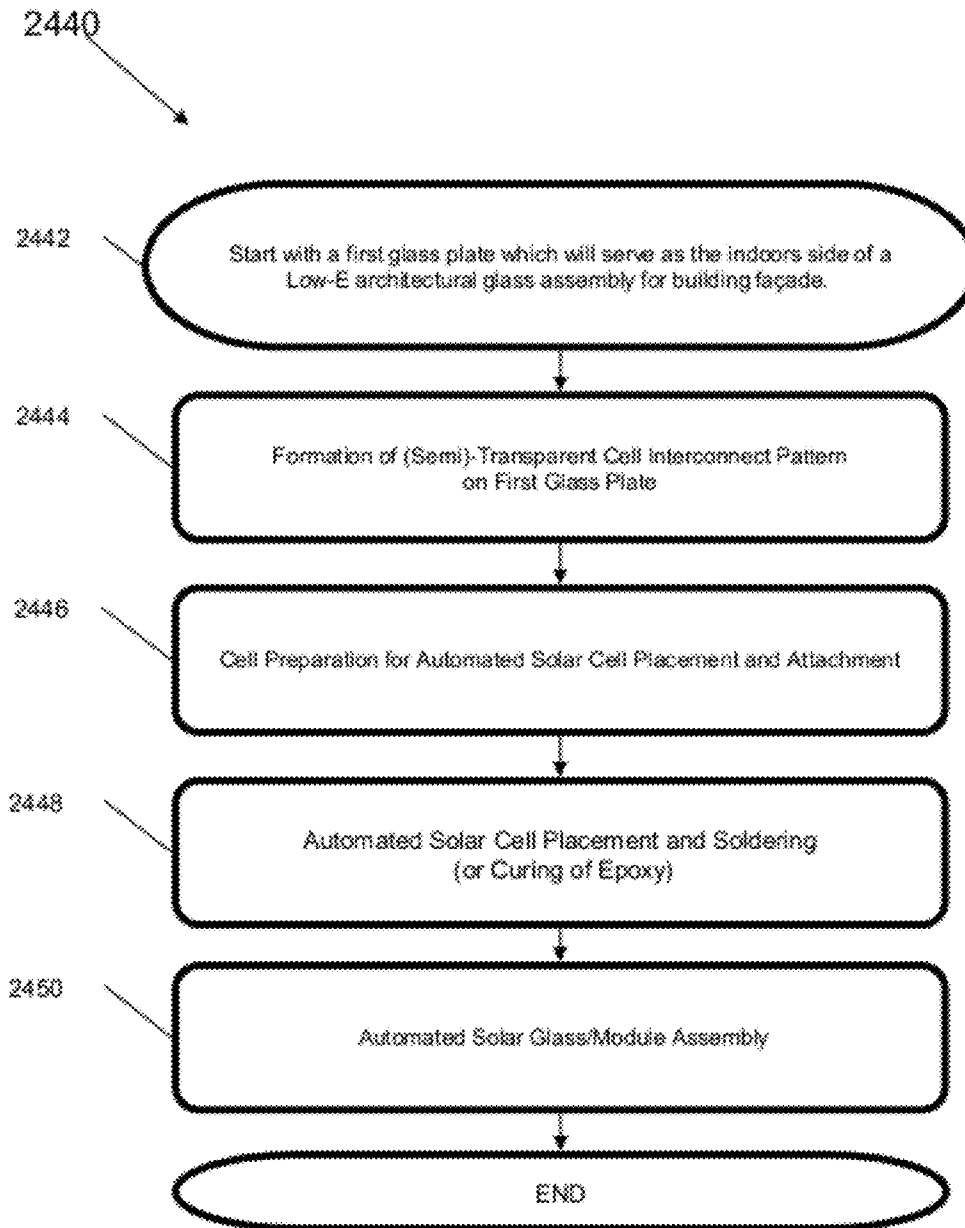 2440
2442
Start with a first glass plate which will serve as the indoors side of a
Low-E architectural glass assembly for building façade.
2444
Formation of (Semi)-Transparent Cell Interconnect Pattern
on First Glass Plate
2446
Cell Preparation for Automated Solar Cell Placement and Attachment
2448
Automated Solar Cell Placement and Soldering
(or Curing of Epoxy)
2450
Automated Solar Glass/Module Assembly
END